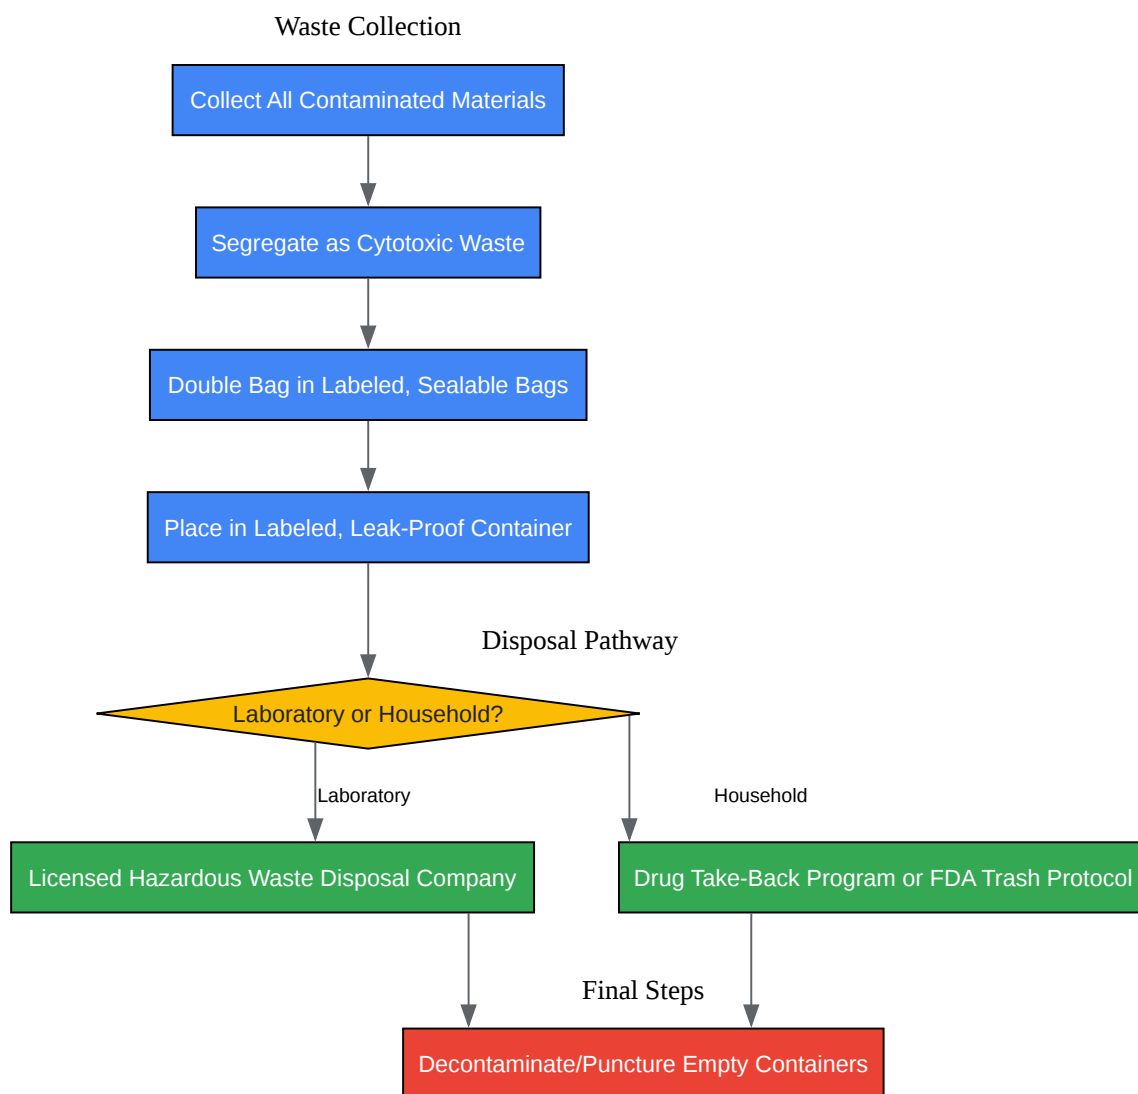 Waste Collection
Collect All Contaminated Materials
Segregate as Cytotoxic Waste
Double Bag in Labeled, Sealable Bags
Place in Labeled, Leak-Proof Container
Disposal Pathway
Laboratory or Household?
Laboratory
Household
Licensed Hazardous Waste Disposal Company
Drug Take-Back Program or FDA Trash Protocol
Final Steps
Decontaminate/Puncture Empty Containers